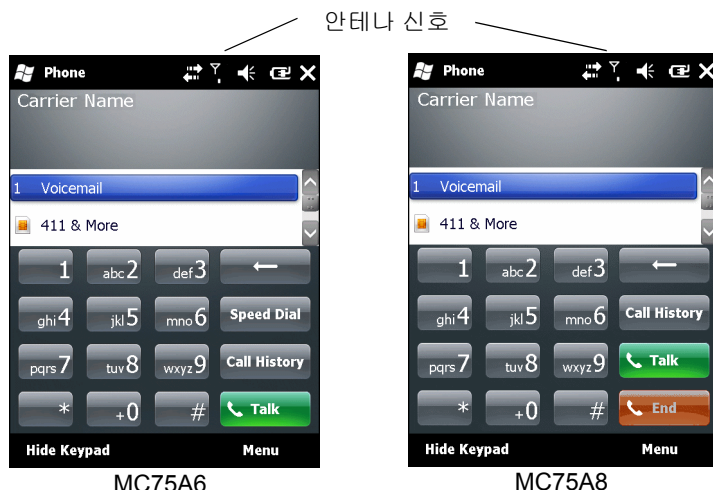 안테나 신호
Phone
Carrier Name
1 Voicemail
411 & More
1 abc2 def3
ghi4 jkl5 mno6 Speed Dial
pqrs7 tuv8 wxyz9 Call History
* +0 # Talk
Hide Keypad Menu
MC75A6
Phone
Carrier Name
1 Voicemail
411 & More
1 abc2 def3
ghi4 jkl5 mno6 Call History
pqrs7 tuv8 wxyz9 Talk
* +0 # End
Hide Keypad Menu
MC75A8